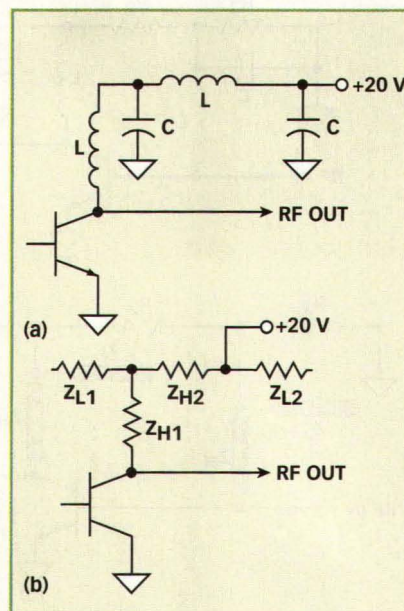 +20 V
L
L
C
C
RF OUT
(a)
+20 V
ZL1
ZH2
ZL2
ZH1
RF OUT
(b)